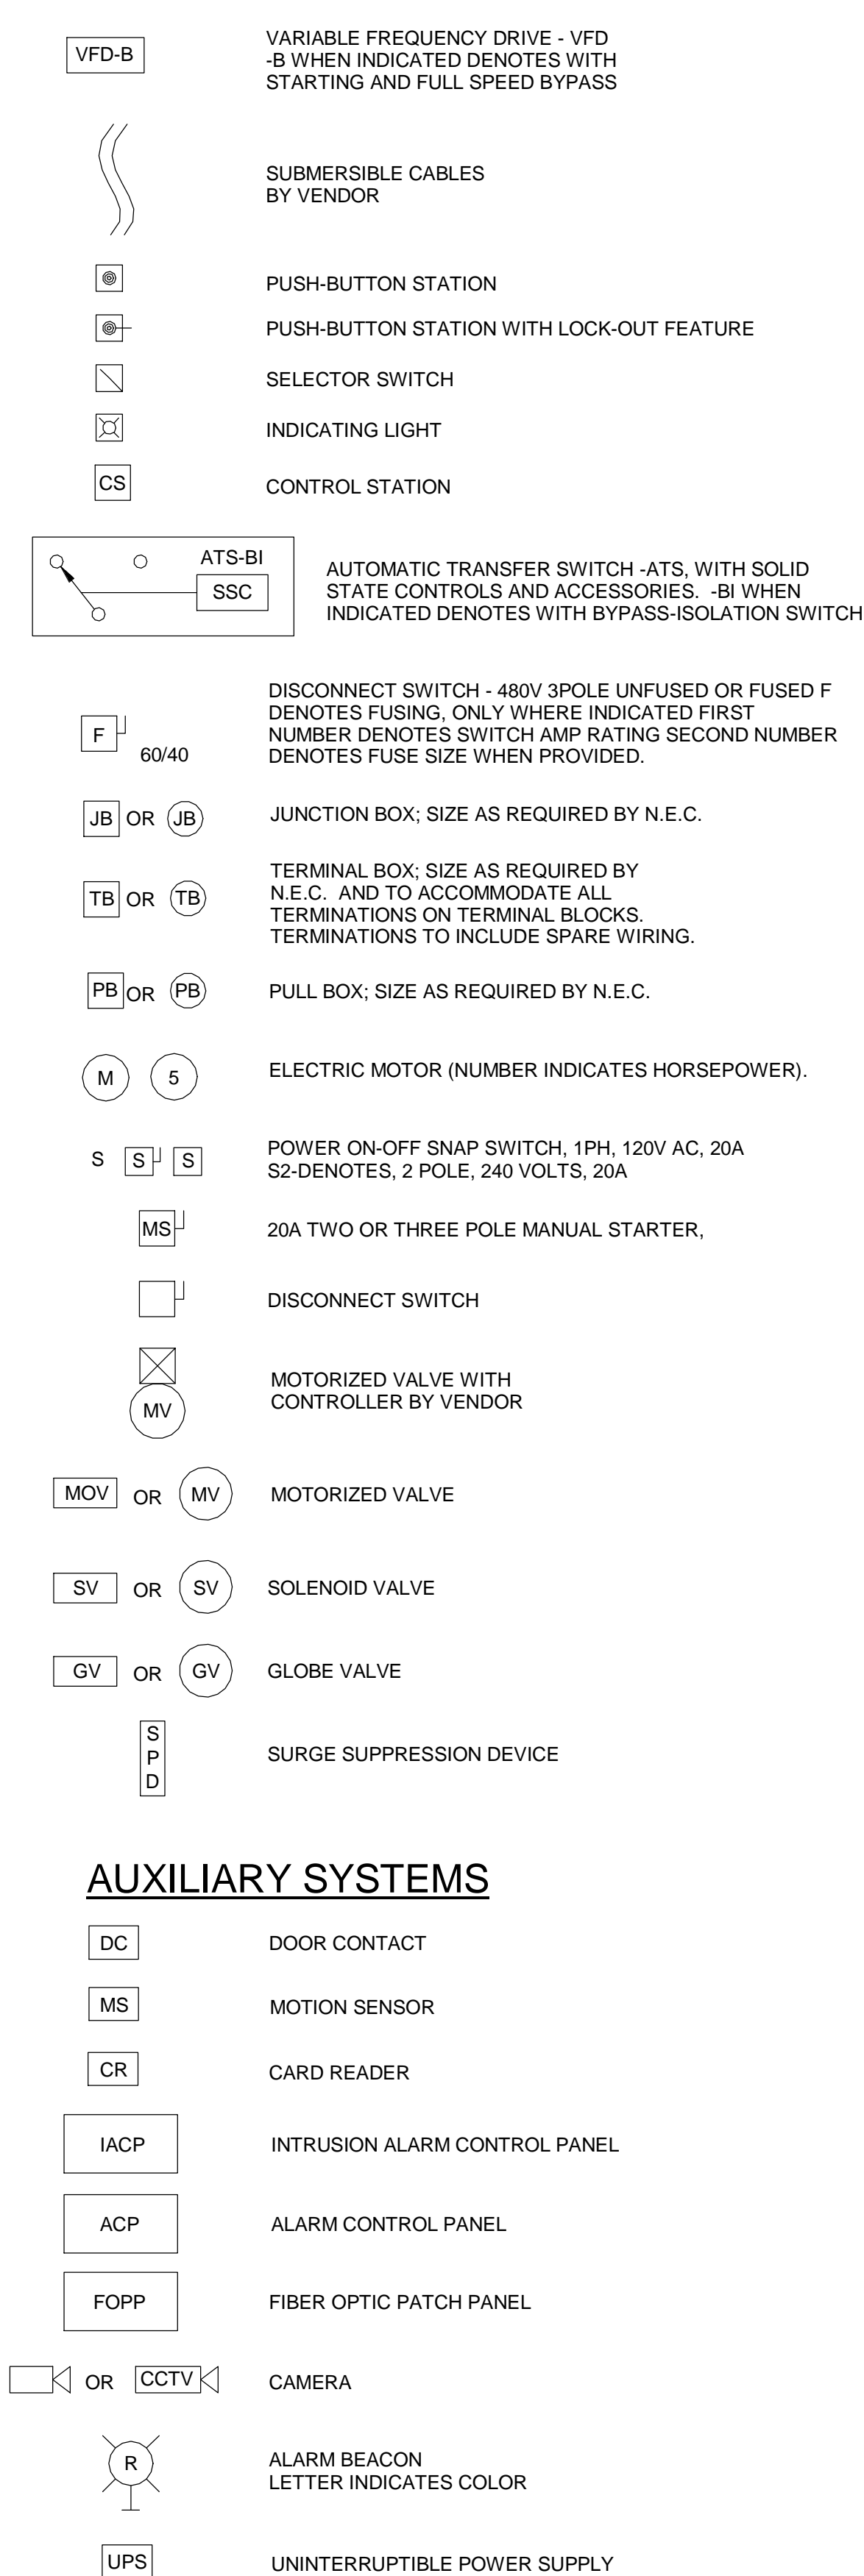 VFD-B
VARIABLE FREQUENCY DRIVE - VFD
-B WHEN INDICATED DENOTES WITH
STARTING AND FULL SPEED BYPASS
SUBMERSIBLE CABLES
BY VENDOR
PUSH-BUTTON STATION
PUSH-BUTTON STATION WITH LOCK-OUT FEATURE
SELECTOR SWITCH
INDICATING LIGHT
CS
CONTROL STATION
ATS-BI
SSC
AUTOMATIC TRANSFER SWITCH -ATS, WITH SOLID
STATE CONTROLS AND ACCESSORIES. -BI WHEN
INDICATED DENOTES WITH BYPASS-ISOLATION SWITCH
F
60/40
DISCONNECT SWITCH - 480V 3POLE UNFUSED OR FUSED F
DENOTES FUSING, ONLY WHERE INDICATED FIRST
NUMBER DENOTES SWITCH AMP RATING SECOND NUMBER
DENOTES FUSE SIZE WHEN PROVIDED.
JB OR JB
JUNCTION BOX; SIZE AS REQUIRED BY N.E.C.
TB OR TB
TERMINAL BOX; SIZE AS REQUIRED BY
N.E.C. AND TO ACCOMMODATE ALL
TERMINATIONS ON TERMINAL BLOCKS.
TERMINATIONS TO INCLUDE SPARE WIRING.
PB OR PB
PULL BOX; SIZE AS REQUIRED BY N.E.C.
M 5
ELECTRIC MOTOR (NUMBER INDICATES HORSEPOWER).
S S S
POWER ON-OFF SNAP SWITCH, 1PH, 120V AC, 20A
S2-DENOTES, 2 POLE, 240 VOLTS, 20A
MS
20A TWO OR THREE POLE MANUAL STARTER,
DISCONNECT SWITCH
MV
MOTORIZED VALVE WITH
CONTROLLER BY VENDOR
MOV OR MV
MOTORIZED VALVE
SV OR SV
SOLENOID VALVE
GV OR GV
GLOBE VALVE
S
P
D
SURGE SUPPRESSION DEVICE
AUXILIARY SYSTEMS
DC
DOOR CONTACT
MS
MOTION SENSOR
CR
CARD READER
IACP
INTRUSION ALARM CONTROL PANEL
ACP
ALARM CONTROL PANEL
FOPP
FIBER OPTIC PATCH PANEL
OR CCTV
CAMERA
R
ALARM BEACON
LETTER INDICATES COLOR
UPS
UNINTERRUPTIBLE POWER SUPPLY